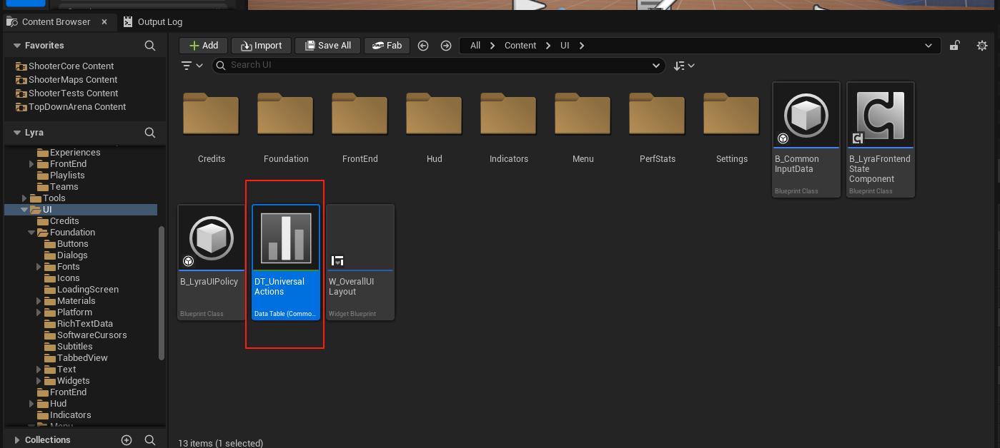 Content Browser
Output Log
Favorites
ShooterCore Content
ShooterMaps Content
ShooterTests Content
TopDownArena Content
Lyra
Experiences
FrontEnd
Playlists
Teams
Tools
UI
Credits
Foundation
Buttons
Dialogs
Fonts
Icons
LoadingScreen
Materials
Platform
RichTextData
SoftwareCursors
Subtitles
TabbedView
Text
Widgets
FrontEnd
Hud
Indicators
Menu
Collections
Add
Import
Save All
Fab
All
Content
UI
Search UI
Credits
Foundation
FrontEnd
Hud
Indicators
Menu
PerfStats
Settings
B_Common
InputData
Blueprint Class
B_LyraFrontend
State
Component
Blueprint Class
B_LyraUIPolicy
Blueprint Class
DT_Universal
Actions
Data Table (Commo...
W_OverallUI
Layout
Widget Blueprint
13 items (1 selected)